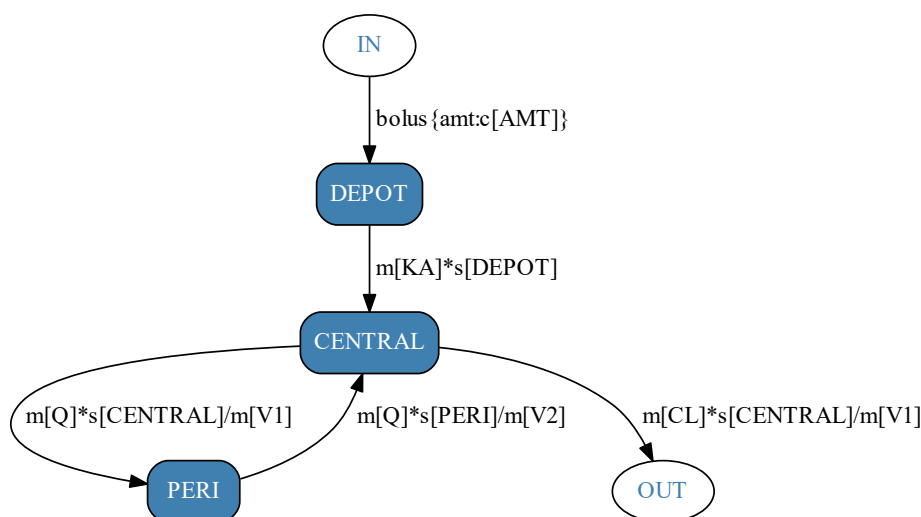 IN
bolus{amt:c[AMT]}
DEPOT
m[KA]*s[DEPOT]
CENTRAL
m[Q]*s[CENTRAL]/m[V1]
m[Q]*s[PERI]/m[V2]
m[CL]*s[CENTRAL]/m[V1]
PERI
OUT